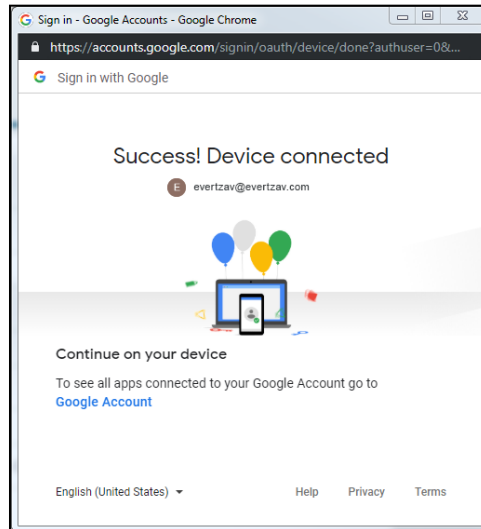 Sign in - Google Accounts - Google Chrome
https://accounts.google.com/signin/oauth/device/done?authuser=0&...
G Sign in with Google
Success! Device connected
E evertzav@evertzav.com
Continue on your device
To see all apps connected to your Google Account go to
Google Account
English (United States) Help Privacy Terms